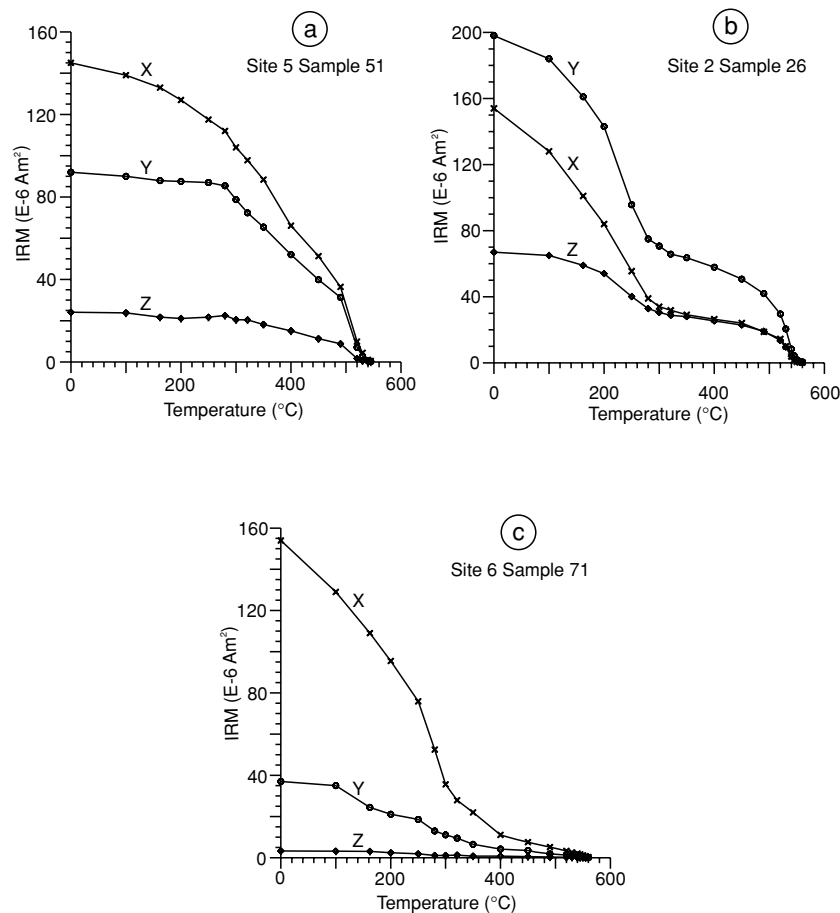 a
Site 5 Sample 51
160
120
80
40
0
IRM (E-6 Am²)
X
Y
Z
0 200 400 600
Temperature (°C)
b
Site 2 Sample 26
200
160
120
80
40
0
IRM (E-6 Am²)
Y
X
Z
0 200 400 600
Temperature (°C)
c
Site 6 Sample 71
160
120
80
40
0
IRM (E-6 Am²)
X
Y
Z
0 200 400 600
Temperature (°C)